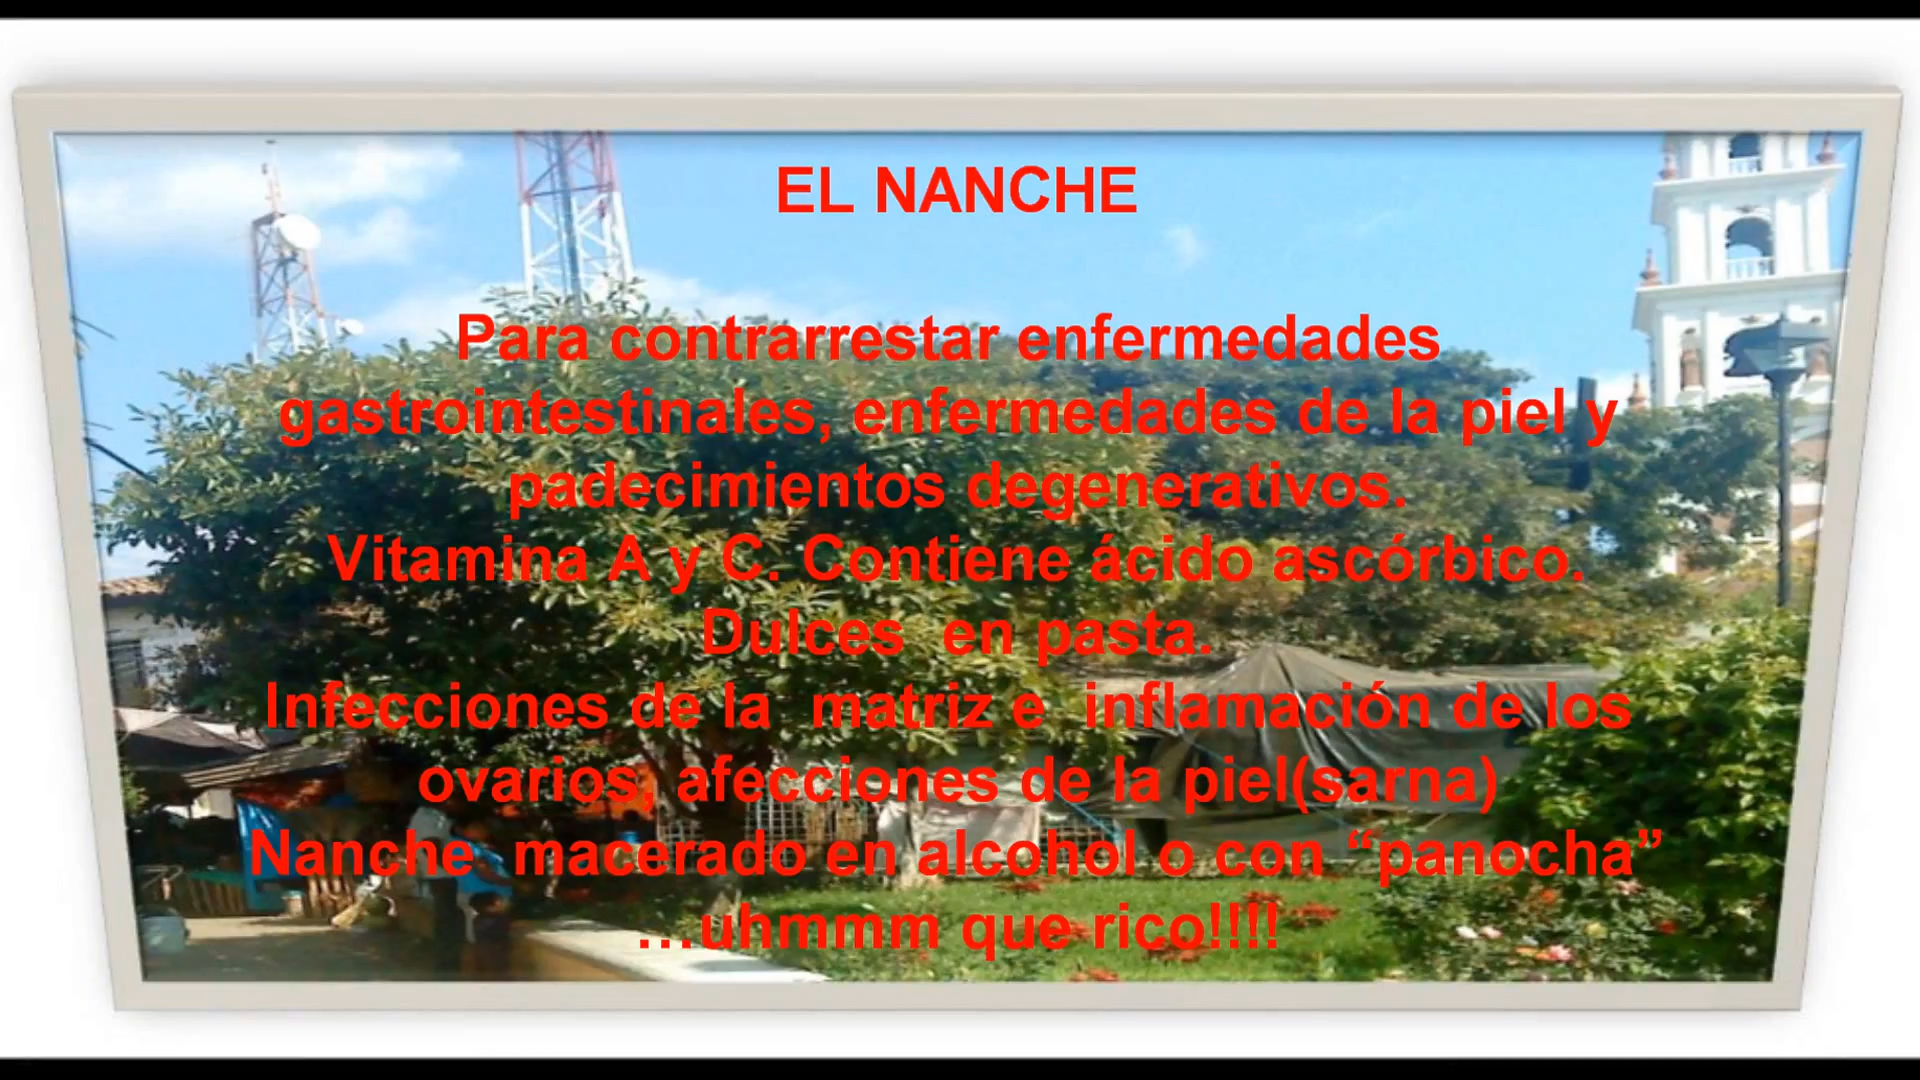 EL NANCHE
Para contrarrestar enfermedades
gastrointestinales, enfermedades de la piel y
padecimientos degenerativos.
Vitamina A y C. Contiene ácido ascórbico.
Dulces en pasta.
Infecciones de la matriz e inflamación de los
ovarios, afecciones de la piel(sarna)
Nanche macerado en alcohol o con “panocha”
…uhmmm que rico!!!!